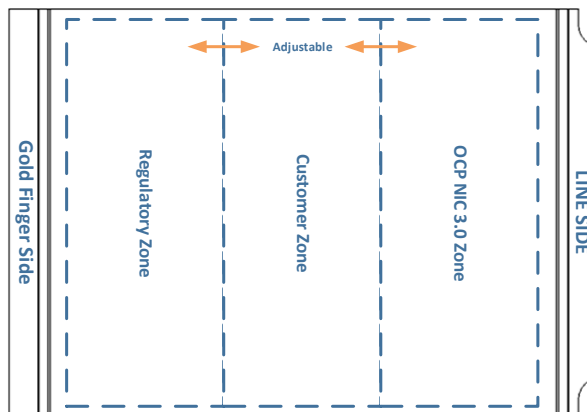 Adjustable
Gold Finger Side
Regulatory Zone
Customer Zone
OCP NIC 3.0 Zone
LINE SIDE